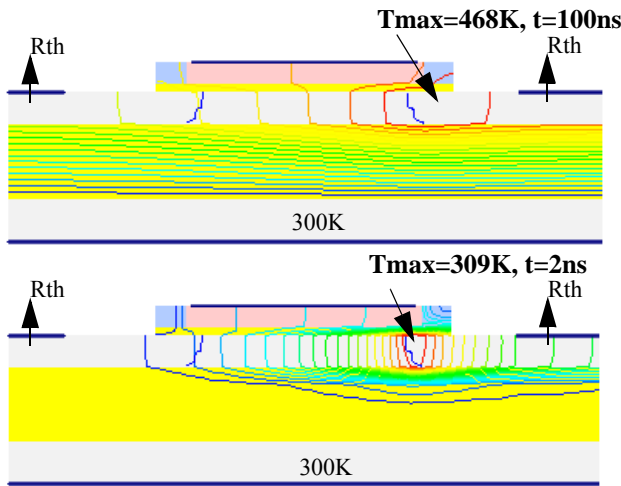 Tmax=468K, t=100ns
Rth
Rth
300K
Tmax=309K, t=2ns
Rth
Rth
300K